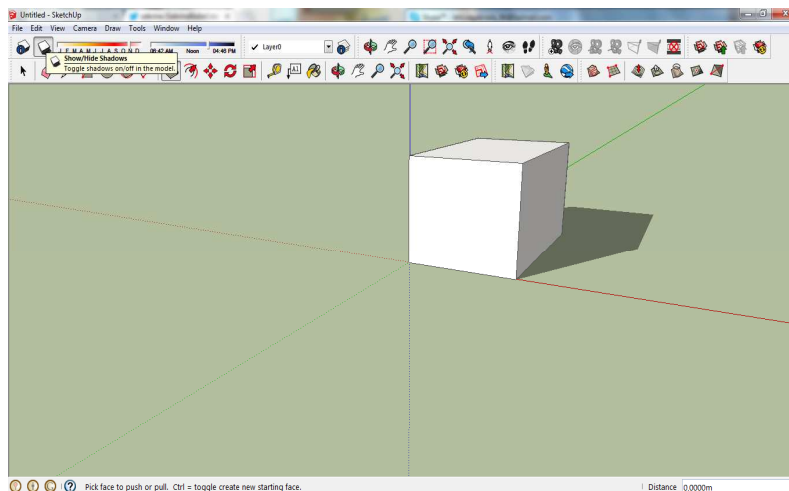 Untitled - SketchUp
File Edit View Camera Draw Tools Window Help
J F M A M J J A S O N D 06:42 AM Noon 04:46 PM Layer0
Show/Hide Shadows
Toggle shadows on/off in the model.
A1
Pick face to push or pull. Ctrl = toggle create new starting face.
Distance 0,0000m